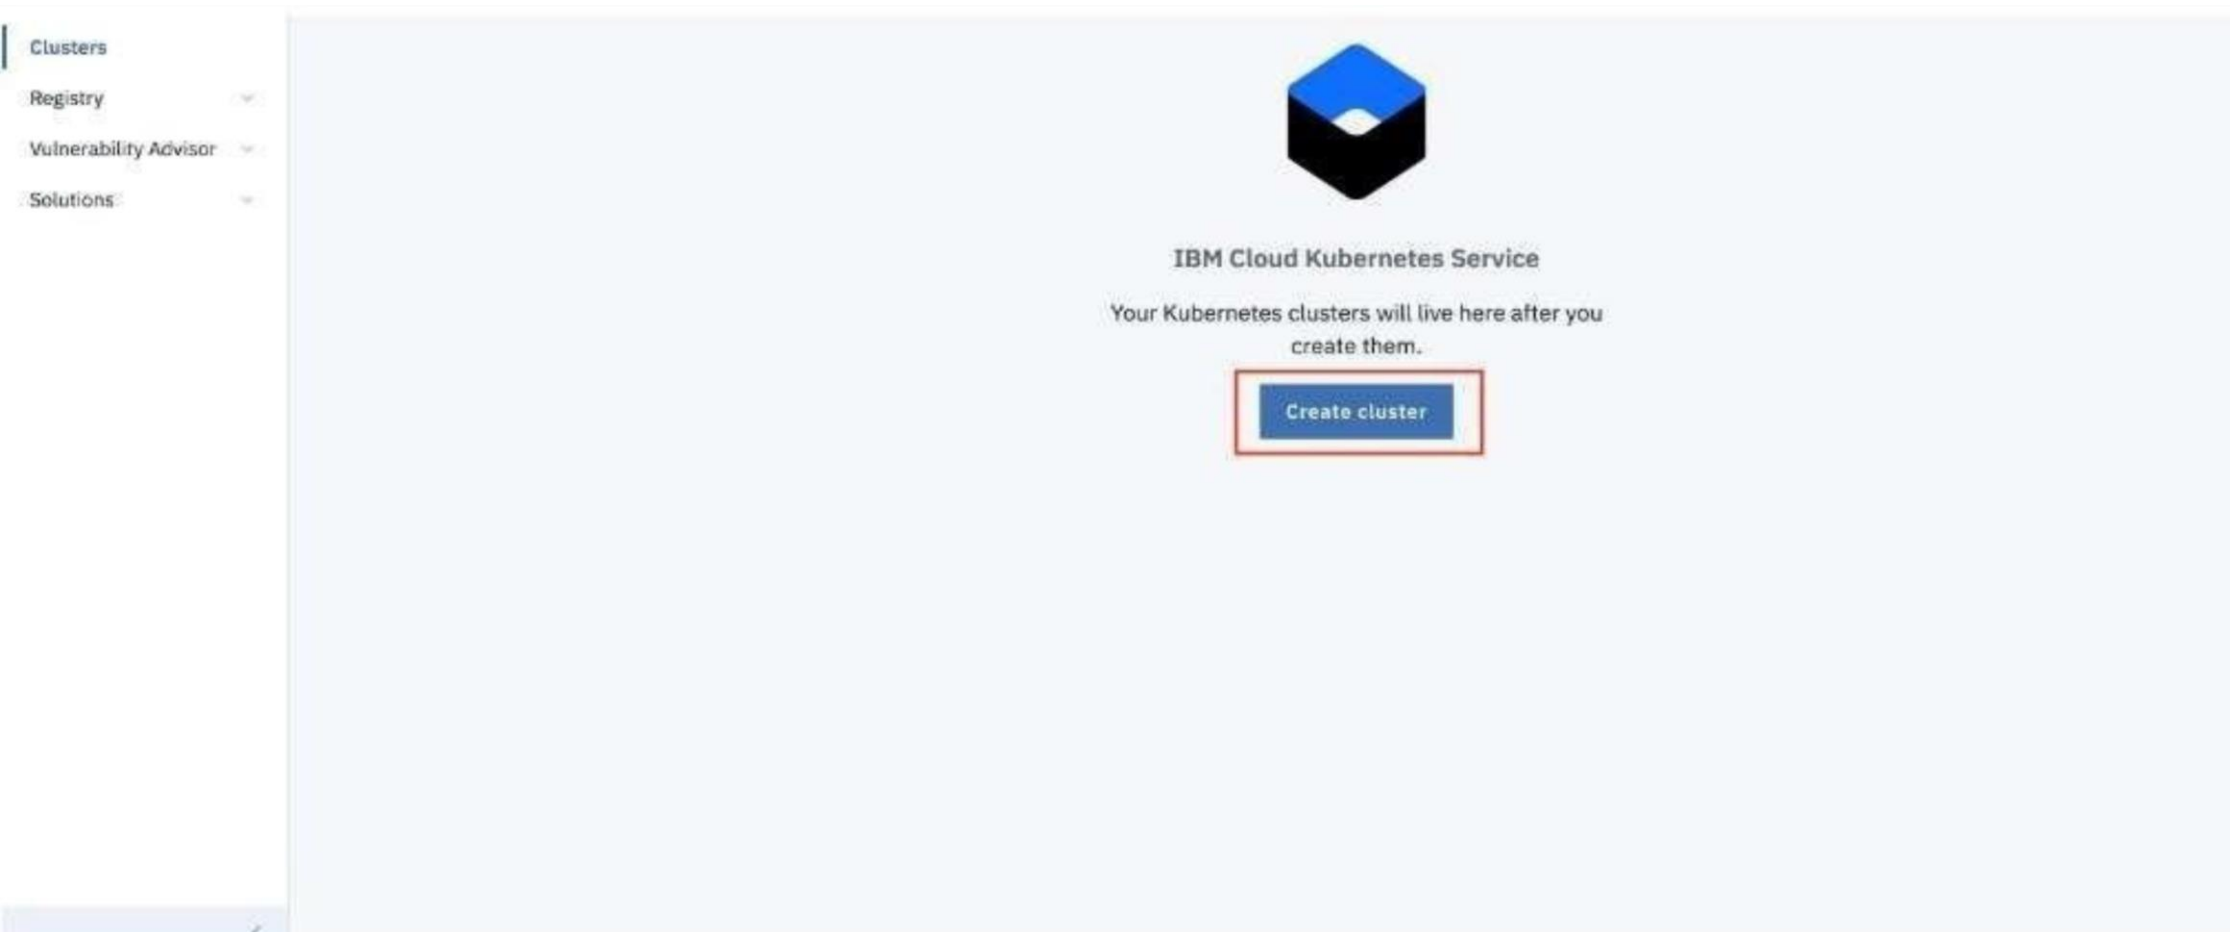 Clusters
Registry
Vulnerability Advisor
Solutions
IBM Cloud Kubernetes Service
Your Kubernetes clusters will live here after you
create them.
Create cluster